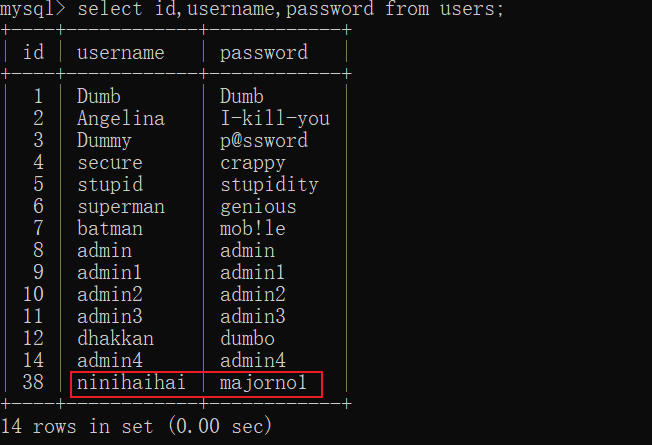 mysql> select id,username,password from users;
+----+------------+------------+
| id | username | password |
+----+------------+------------+
| 1 | Dumb | Dumb |
| 2 | Angelina | I-kill-you |
| 3 | Dummy | p@ssword |
| 4 | secure | crappy |
| 5 | stupid | stupidity |
| 6 | superman | genious |
| 7 | batman | mob!le |
| 8 | admin | admin |
| 9 | admin1 | admin1 |
| 10 | admin2 | admin2 |
| 11 | admin3 | admin3 |
| 12 | dhakkan | dumbo |
| 14 | admin4 | admin4 |
| 38 | ninihaihai | majorno1 |
+----+------------+------------+
14 rows in set (0.00 sec)